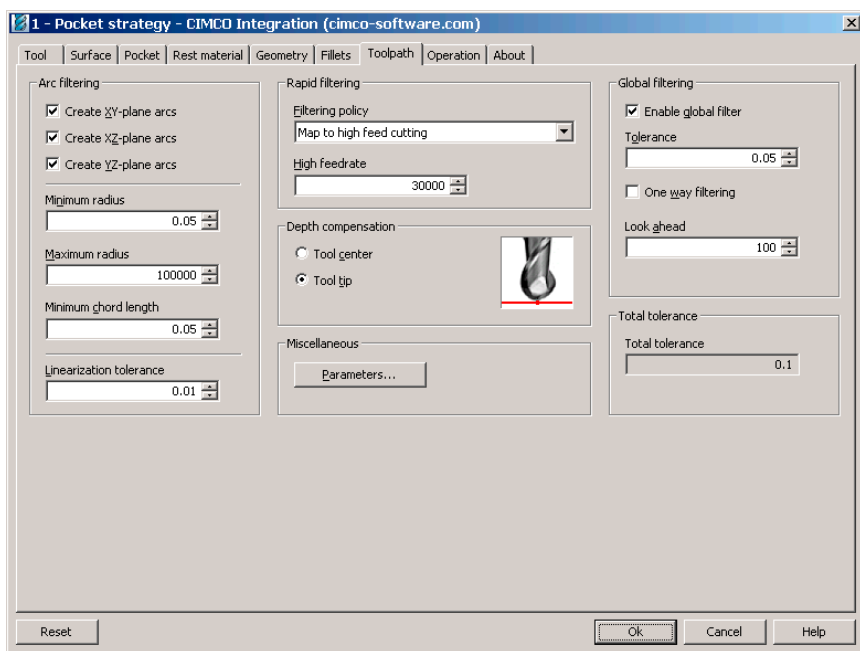 1 - Pocket strategy - CIMCO Integration (cimco-software.com)
Tool Surface Pocket Rest material Geometry Fillets Toolpath Operation About
Arc filtering
Create XY-plane arcs
Create XZ-plane arcs
Create YZ-plane arcs
Minimum radius
0.05
Maximum radius
100000
Minimum chord length
0.05
Linearization tolerance
0.01
Rapid filtering
Filtering policy
Map to high feed cutting
High feedrate
30000
Depth compensation
Tool center
Tool tip
Miscellaneous
Parameters...
Global filtering
Enable global filter
Tolerance
0.05
One way filtering
Look ahead
100
Total tolerance
Total tolerance
0.1
Reset Ok Cancel Help